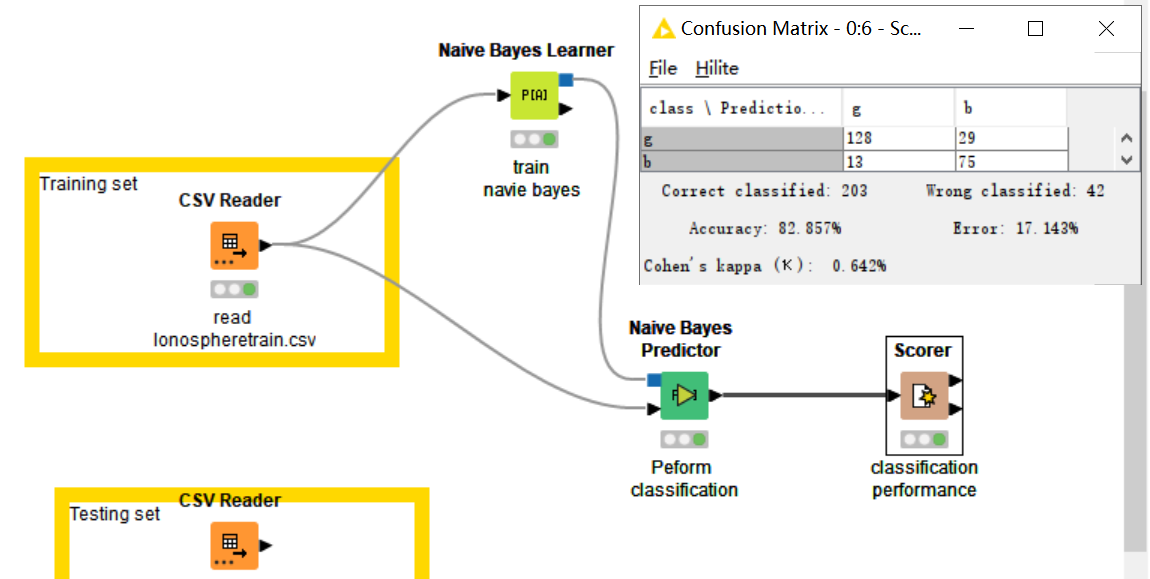 Naive Bayes Learner
P[A]
train
navie bayes
Training set
CSV Reader
read
Ionospheretrain.csv
Confusion Matrix - 0:6 - Sc...
File Hilite
class \ Predictio... g b
g 128 29
b 13 75
Correct classified: 203 Wrong classified: 42
Accuracy: 82.857% Error: 17.143%
Cohen's kappa (κ): 0.642%
Naive Bayes
Predictor
Peform
classification
Scorer
classification
performance
CSV Reader
Testing set